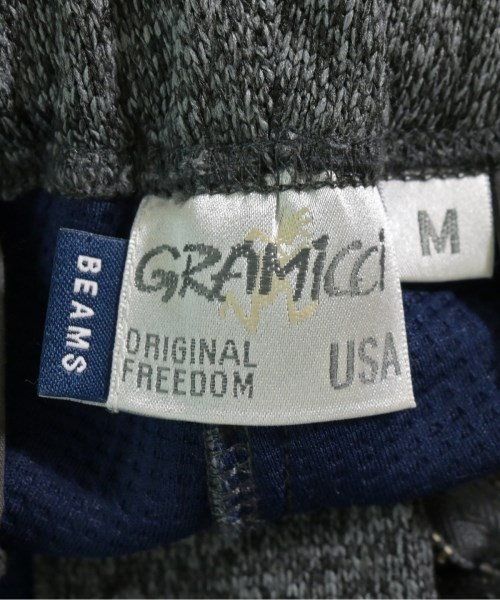 BEAMS
GRAMiCCi
ORIGINAL
FREEDOM
USA
M